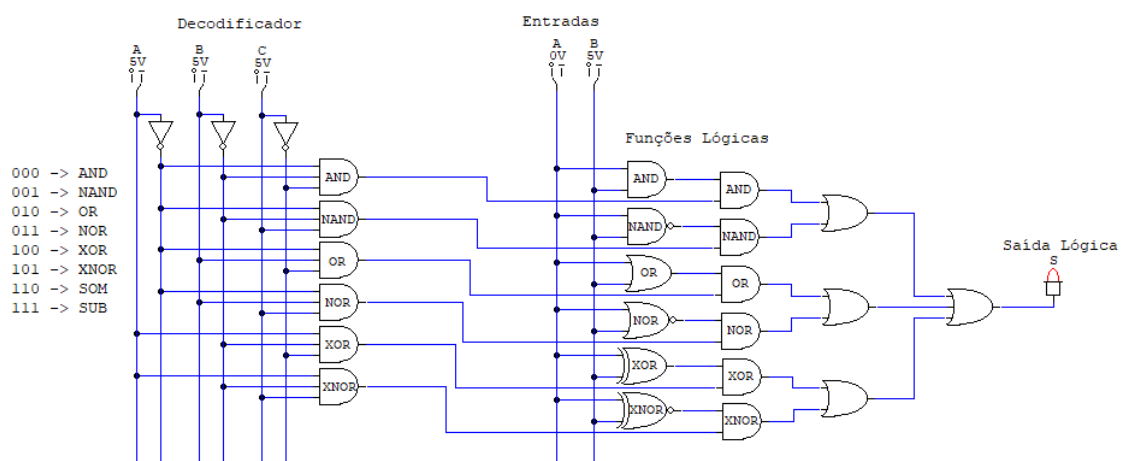 Decodificador
Entradas
A
5V
B
5V
C
5V
A
0V
B
5V
Funções Lógicas
000 -> AND
001 -> NAND
010 -> OR
011 -> NOR
100 -> XOR
101 -> XNOR
110 -> SOM
111 -> SUB
AND
NAND
OR
NOR
XOR
XNOR
AND
NAND
OR
NOR
XOR
XNOR
AND
NAND
OR
NOR
XOR
XNOR
Saída Lógica
S